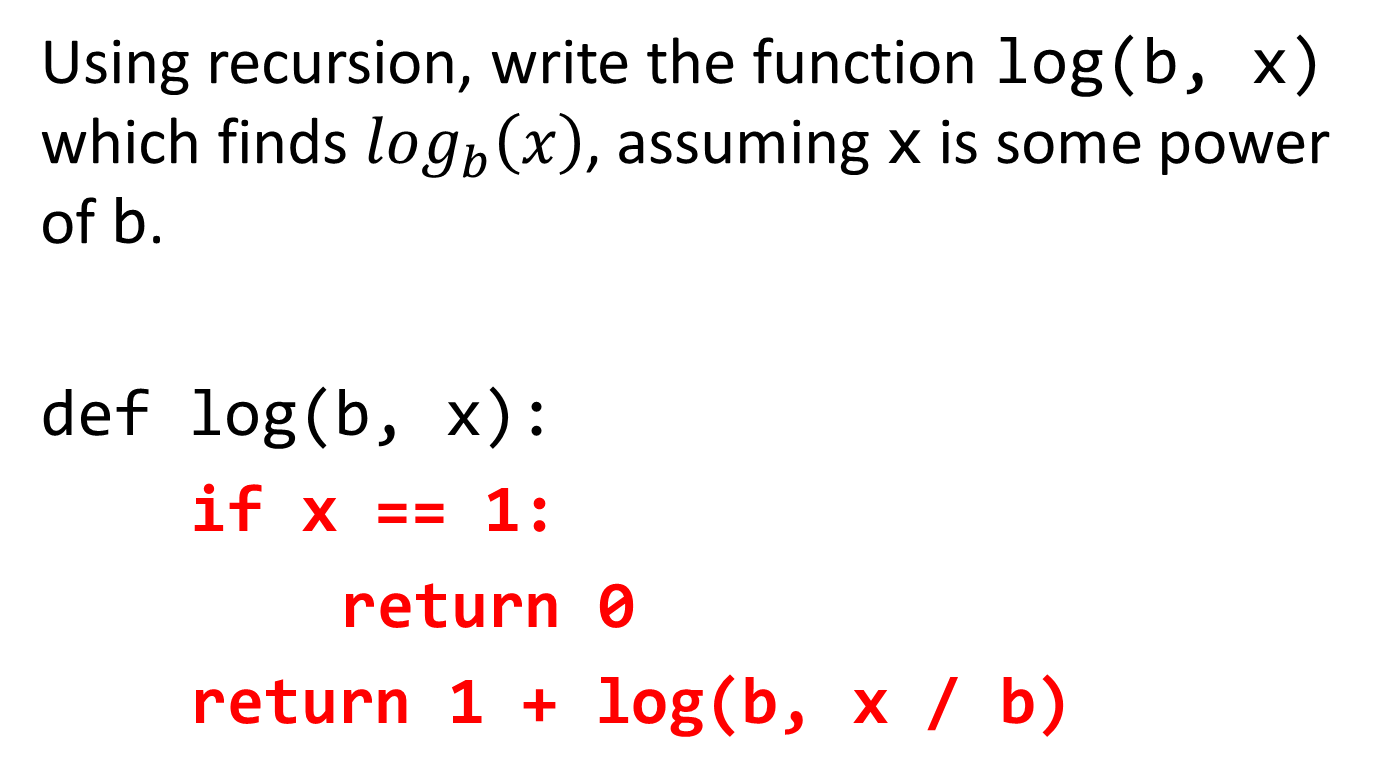 Using recursion, write the function log(b, x)
which finds log_b(x), assuming x is some power
of b.
def log(b, x):
    if x == 1:
        return 0
    return 1 + log(b, x / b)